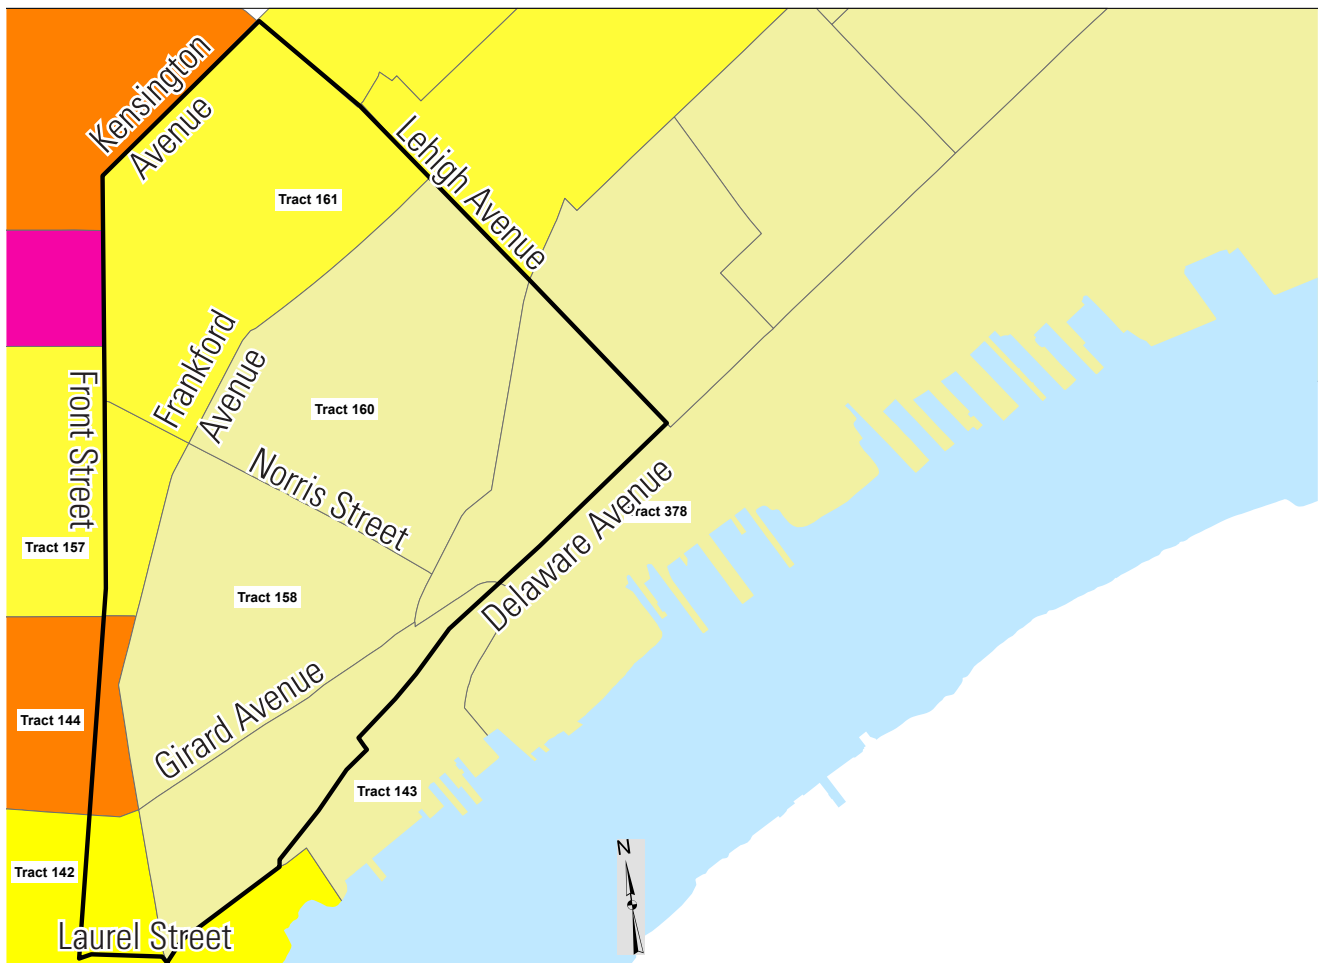 Kensington
Avenue
Lehigh Avenue
Tract 161
Frankford
Avenue
Front Street
Tract 160
Norris Street
Delaware Avenue
ract 378
Tract 157
Tract 158
Girard Avenue
Tract 144
Tract 143
N
Tract 142
Laurel Street